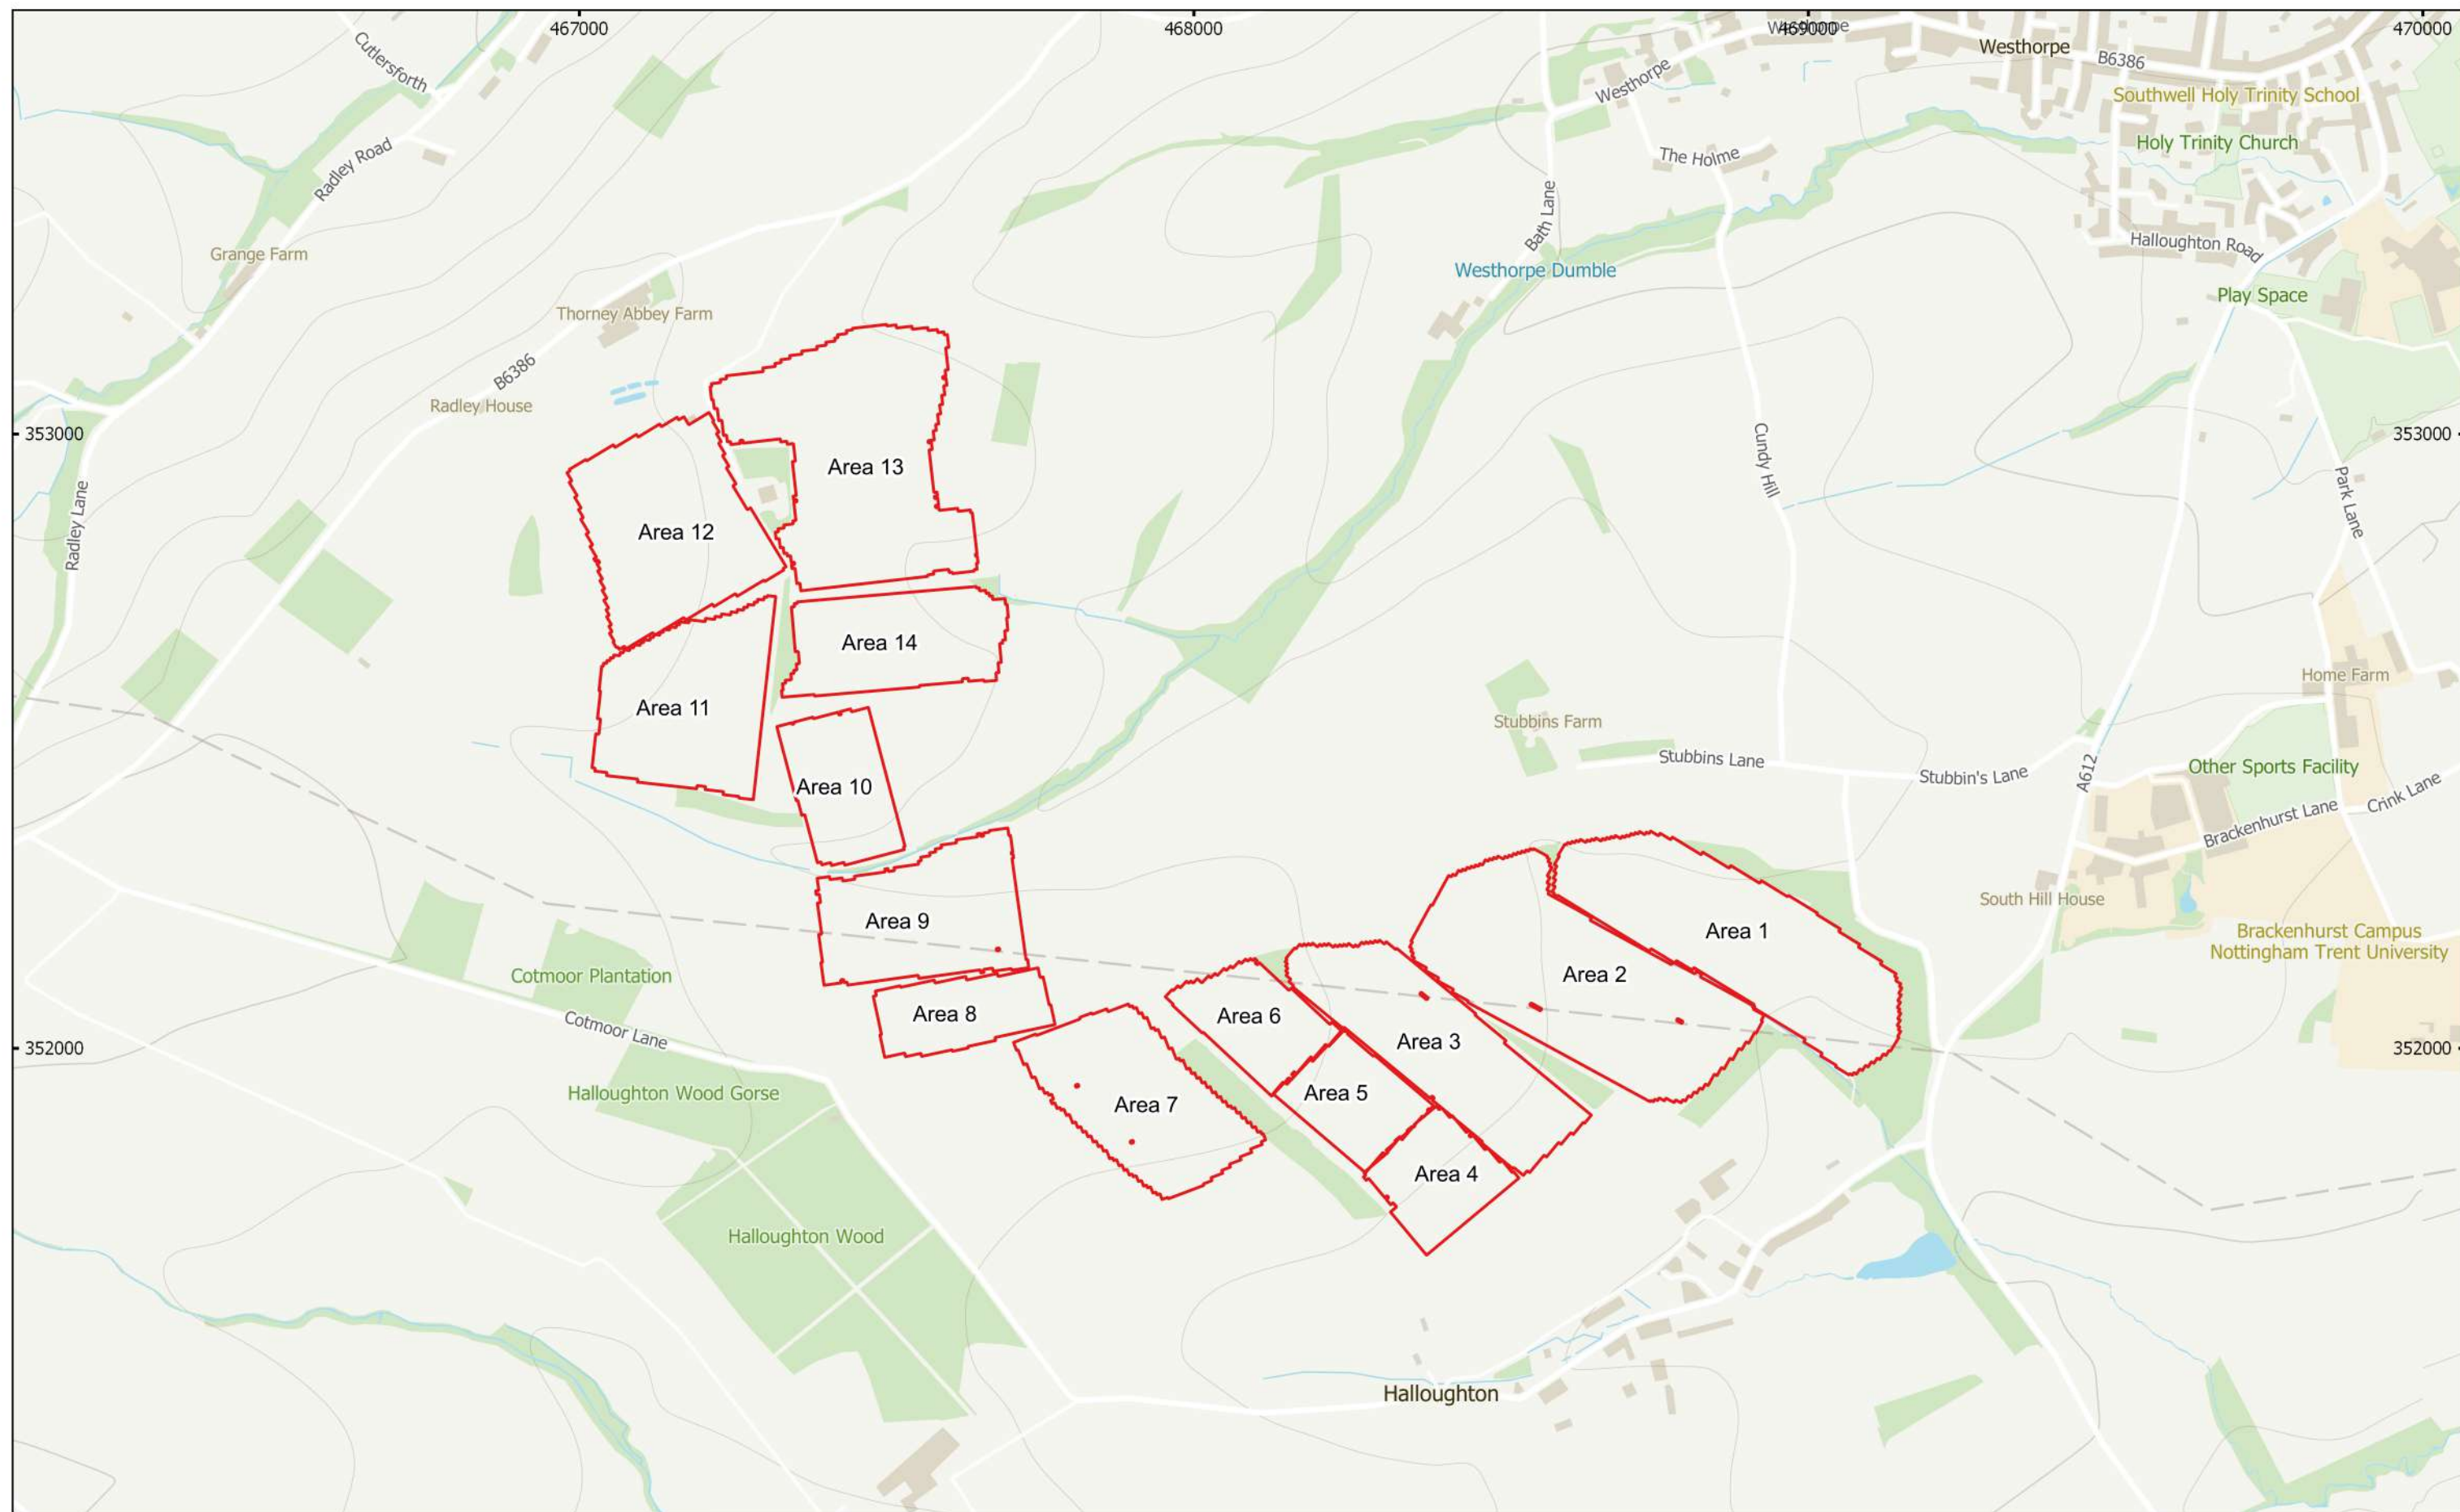 467000
468000
469000
470000
Cutlersforth
Westhorpe
Westhorpe
B6386
Westhorpe
Southwell Holy Trinity School
Radley Road
The Holme
Holy Trinity Church
Bath Lane
Halloughton Road
Grange Farm
Westhorpe Dumble
Play Space
Thorney Abbey Farm
B6386
Radley House
353000
353000
Area 13
Cundy Hill
Park Lane
Radley Lane
Area 12
Area 14
Home Farm
Area 11
Stubbins Farm
Stubbins Lane
Stubbin's Lane
A612
Other Sports Facility
Area 10
Crink Lane
Brackenhurst Lane
South Hill House
Area 9
Area 1
Brackenhurst Campus
Nottingham Trent University
Cotmoor Plantation
Area 2
Area 8
Area 6
Cotmoor Lane
Area 3
352000
352000
Halloughton Wood Gorse
Area 5
Area 7
Area 4
Halloughton Wood
Halloughton